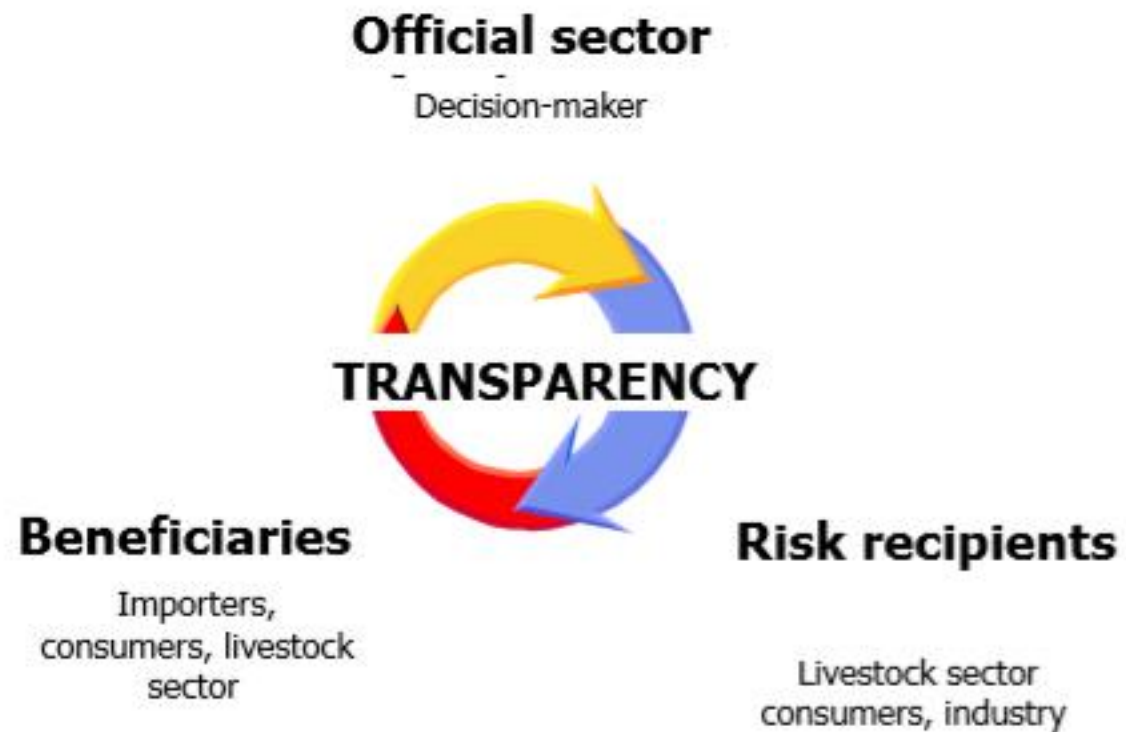 Official sector
Decision-maker
TRANSPARENCY
Beneficiaries
Importers,
consumers, livestock
sector
Risk recipients
Livestock sector
consumers, industry